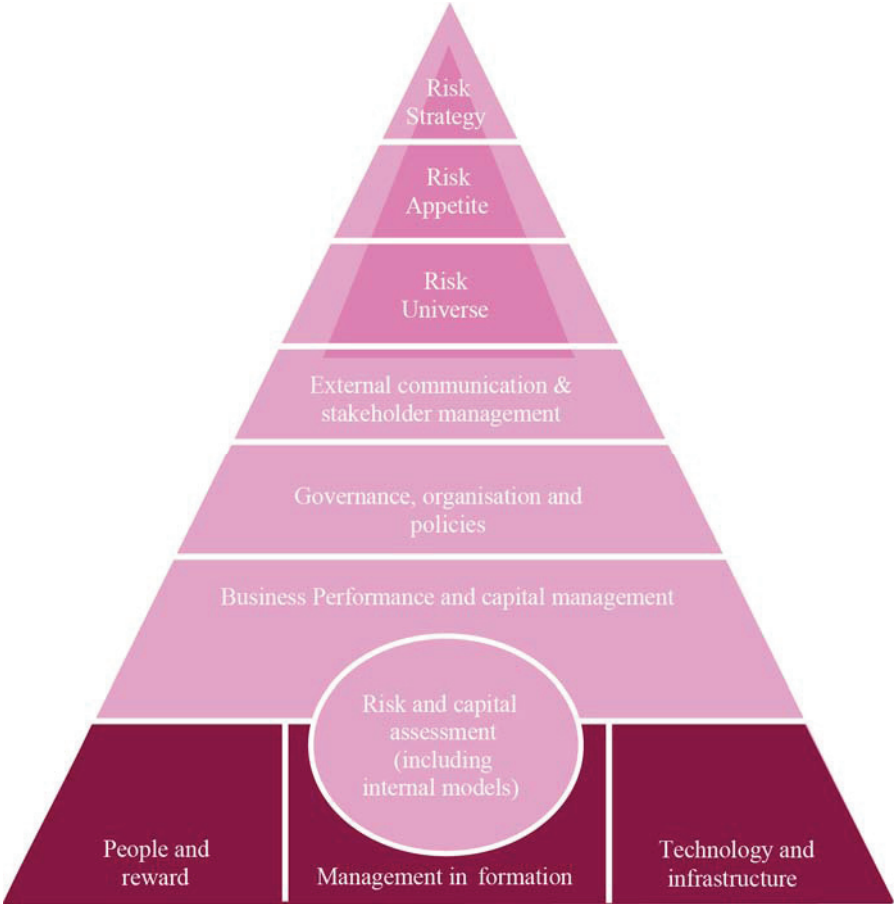 Risk
Strategy
Risk
Appetite
Risk
Universe
External communication &
stakeholder management
Governance, organisation and
policies
Business Performance and capital management
Risk and capital
assessment
(including
internal models)
People and
reward
Management in formation
Technology and
infrastructure